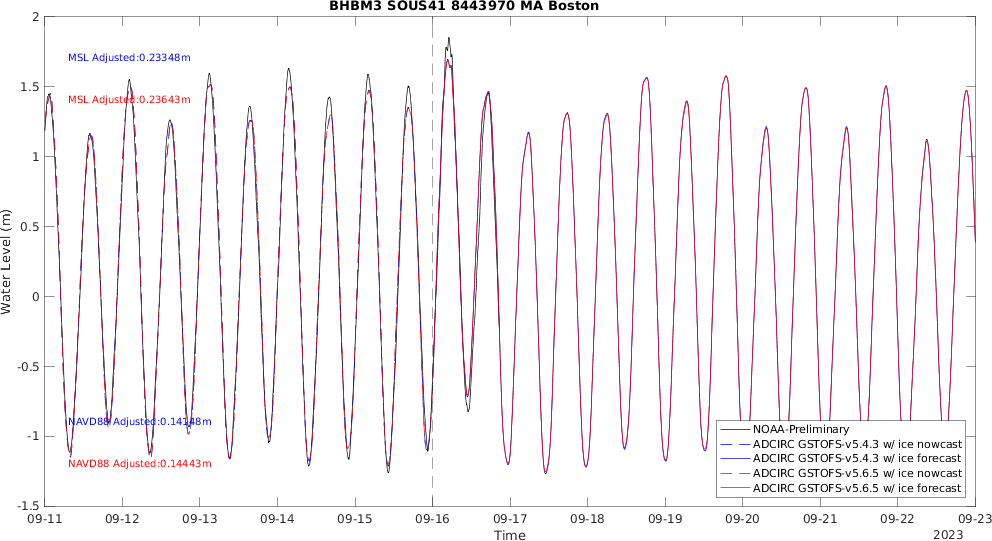 BHBM3 SOUS41 8443970 MA Boston
Water Level (m)
2
1.5
1
0.5
0
-0.5
-1
-1.5
MSL Adjusted:0.23348m
MSL Adjusted:0.23643m
NAVD88 Adjusted:0.14148m
NAVD88 Adjusted:0.14443m
NOAA-Preliminary
ADCIRC GSTOFS-v5.4.3 w/ ice nowcast
ADCIRC GSTOFS-v5.4.3 w/ ice forecast
ADCIRC GSTOFS-v5.6.5 w/ ice nowcast
ADCIRC GSTOFS-v5.6.5 w/ ice forecast
09-11 09-12 09-13 09-14 09-15 09-16 09-17 09-18 09-19 09-20 09-21 09-22 09-23
Time
2023